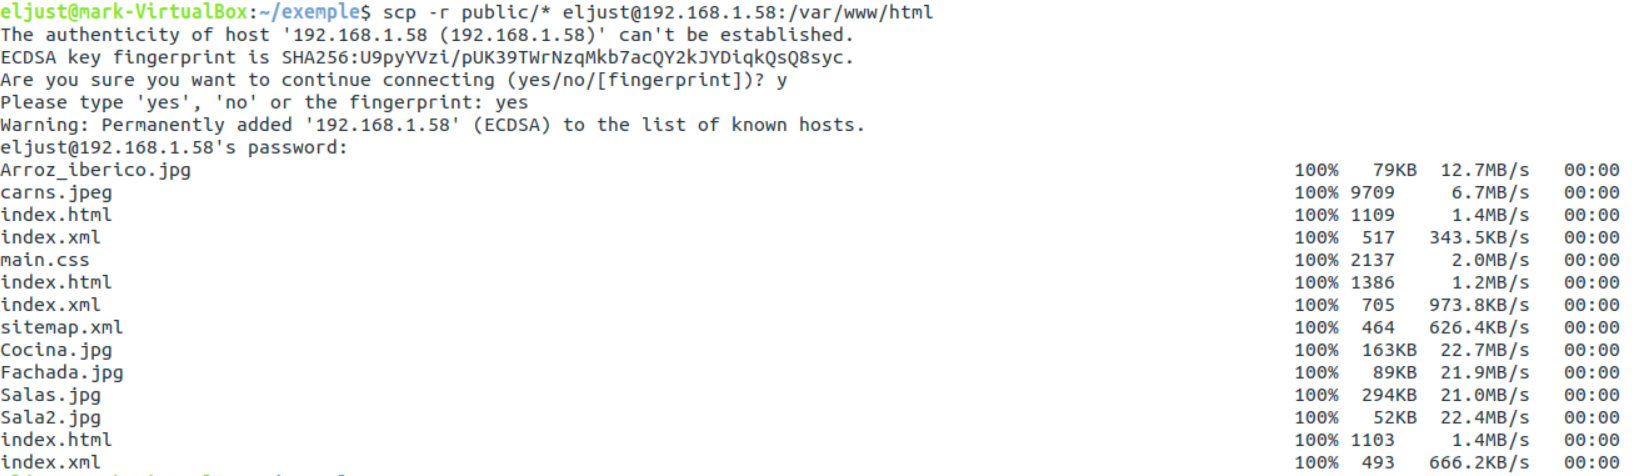 eljust@mark-VirtualBox:~/exemple$ scp -r public/* eljust@192.168.1.58:/var/www/html
The authenticity of host '192.168.1.58 (192.168.1.58)' can't be established.
ECDSA key fingerprint is SHA256:U9pyYVzi/pUK39TWrNzqMkb7acQY2kJYDiqkQsQ8syc.
Are you sure you want to continue connecting (yes/no/[fingerprint])? y
Please type 'yes', 'no' or the fingerprint: yes
Warning: Permanently added '192.168.1.58' (ECDSA) to the list of known hosts.
eljust@192.168.1.58's password:
Arroz_iberico.jpg 100% 79KB 12.7MB/s 00:00
carns.jpeg 100% 9709 6.7MB/s 00:00
index.html 100% 1109 1.4MB/s 00:00
index.xml 100% 517 343.5KB/s 00:00
main.css 100% 2137 2.0MB/s 00:00
index.html 100% 1386 1.2MB/s 00:00
index.xml 100% 705 973.8KB/s 00:00
sitemap.xml 100% 464 626.4KB/s 00:00
Cocina.jpg 100% 163KB 22.7MB/s 00:00
Fachada.jpg 100% 89KB 21.9MB/s 00:00
Salas.jpg 100% 294KB 21.0MB/s 00:00
Sala2.jpg 100% 52KB 22.4MB/s 00:00
index.html 100% 1103 1.4MB/s 00:00
index.xml 100% 493 666.2KB/s 00:00